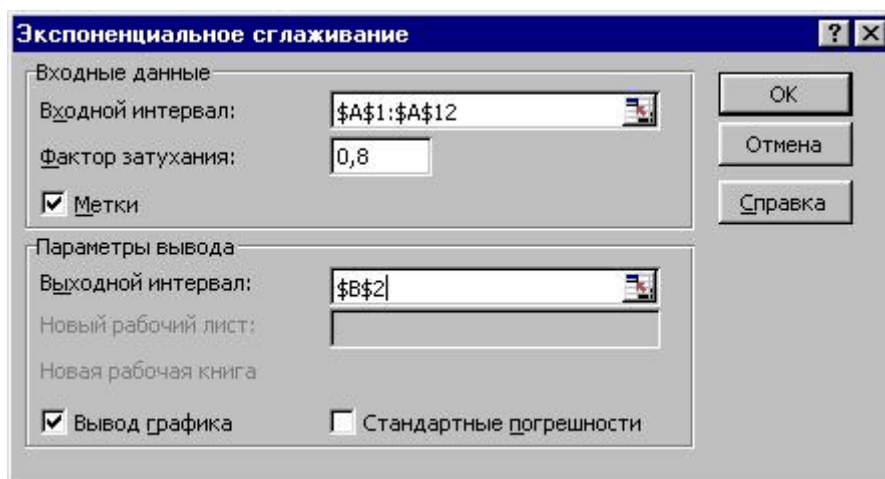 Экспоненциальное сглаживание
Входные данные
Входной интервал: $A$1:$A$12
Фактор затухания: 0,8
Метки
OK
Отмена
Справка
Параметры вывода
Выходной интервал: $B$2
Новый рабочий лист:
Новая рабочая книга
Вывод графика Стандартные погрешности